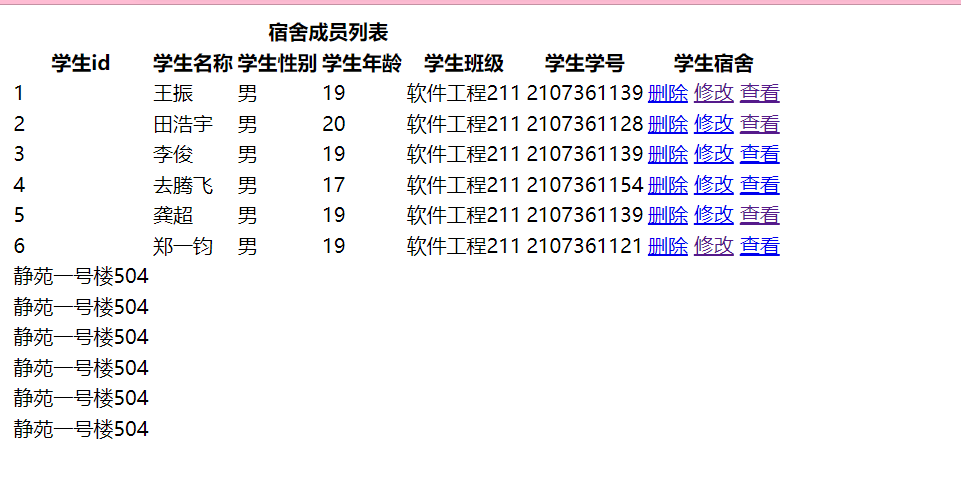 宿舍成员列表
学生id 学生名称 学生性别 学生年龄 学生班级 学生学号 学生宿舍
1 王振 男 19 软件工程211 2107361139 删除 修改 查看
2 田浩宇 男 20 软件工程211 2107361128 删除 修改 查看
3 李俊 男 19 软件工程211 2107361139 删除 修改 查看
4 去腾飞 男 17 软件工程211 2107361154 删除 修改 查看
5 龚超 男 19 软件工程211 2107361139 删除 修改 查看
6 郑一钧 男 19 软件工程211 2107361121 删除 修改 查看
静苑一号楼504
静苑一号楼504
静苑一号楼504
静苑一号楼504
静苑一号楼504
静苑一号楼504